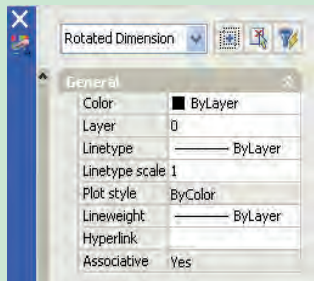 Rotated Dimension
General
Color ByLayer
Layer 0
Linetype ByLayer
Linetype scale 1
Plot style ByColor
Lineweight ByLayer
Hyperlink
Associative Yes